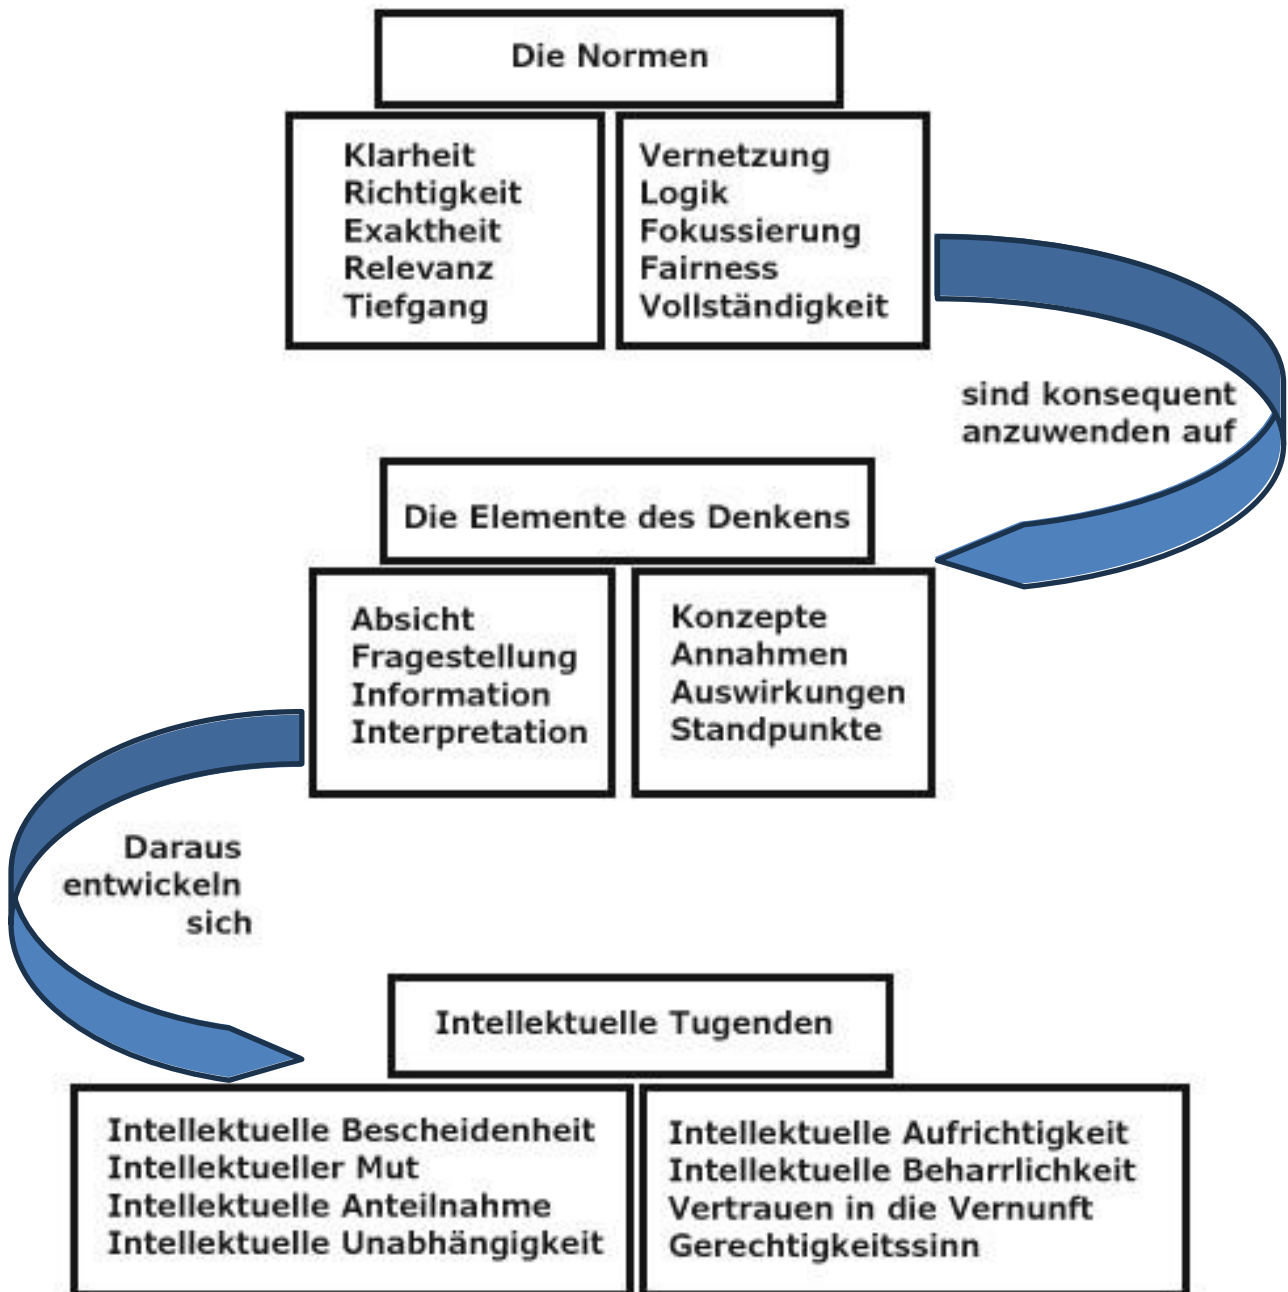 Die Normen
Klarheit
Richtigkeit
Exaktheit
Relevanz
Tiefgang
Vernetzung
Logik
Fokussierung
Fairness
Vollständigkeit
sind konsequent
anzuwenden auf
Die Elemente des Denkens
Absicht
Fragestellung
Information
Interpretation
Konzepte
Annahmen
Auswirkungen
Standpunkte
Daraus
entwickeln
sich
Intellektuelle Tugenden
Intellektuelle Bescheidenheit
Intellektueller Mut
Intellektuelle Anteilnahme
Intellektuelle Unabhängigkeit
Intellektuelle Aufrichtigkeit
Intellektuelle Beharrlichkeit
Vertrauen in die Vernunft
Gerechtigkeitssinn